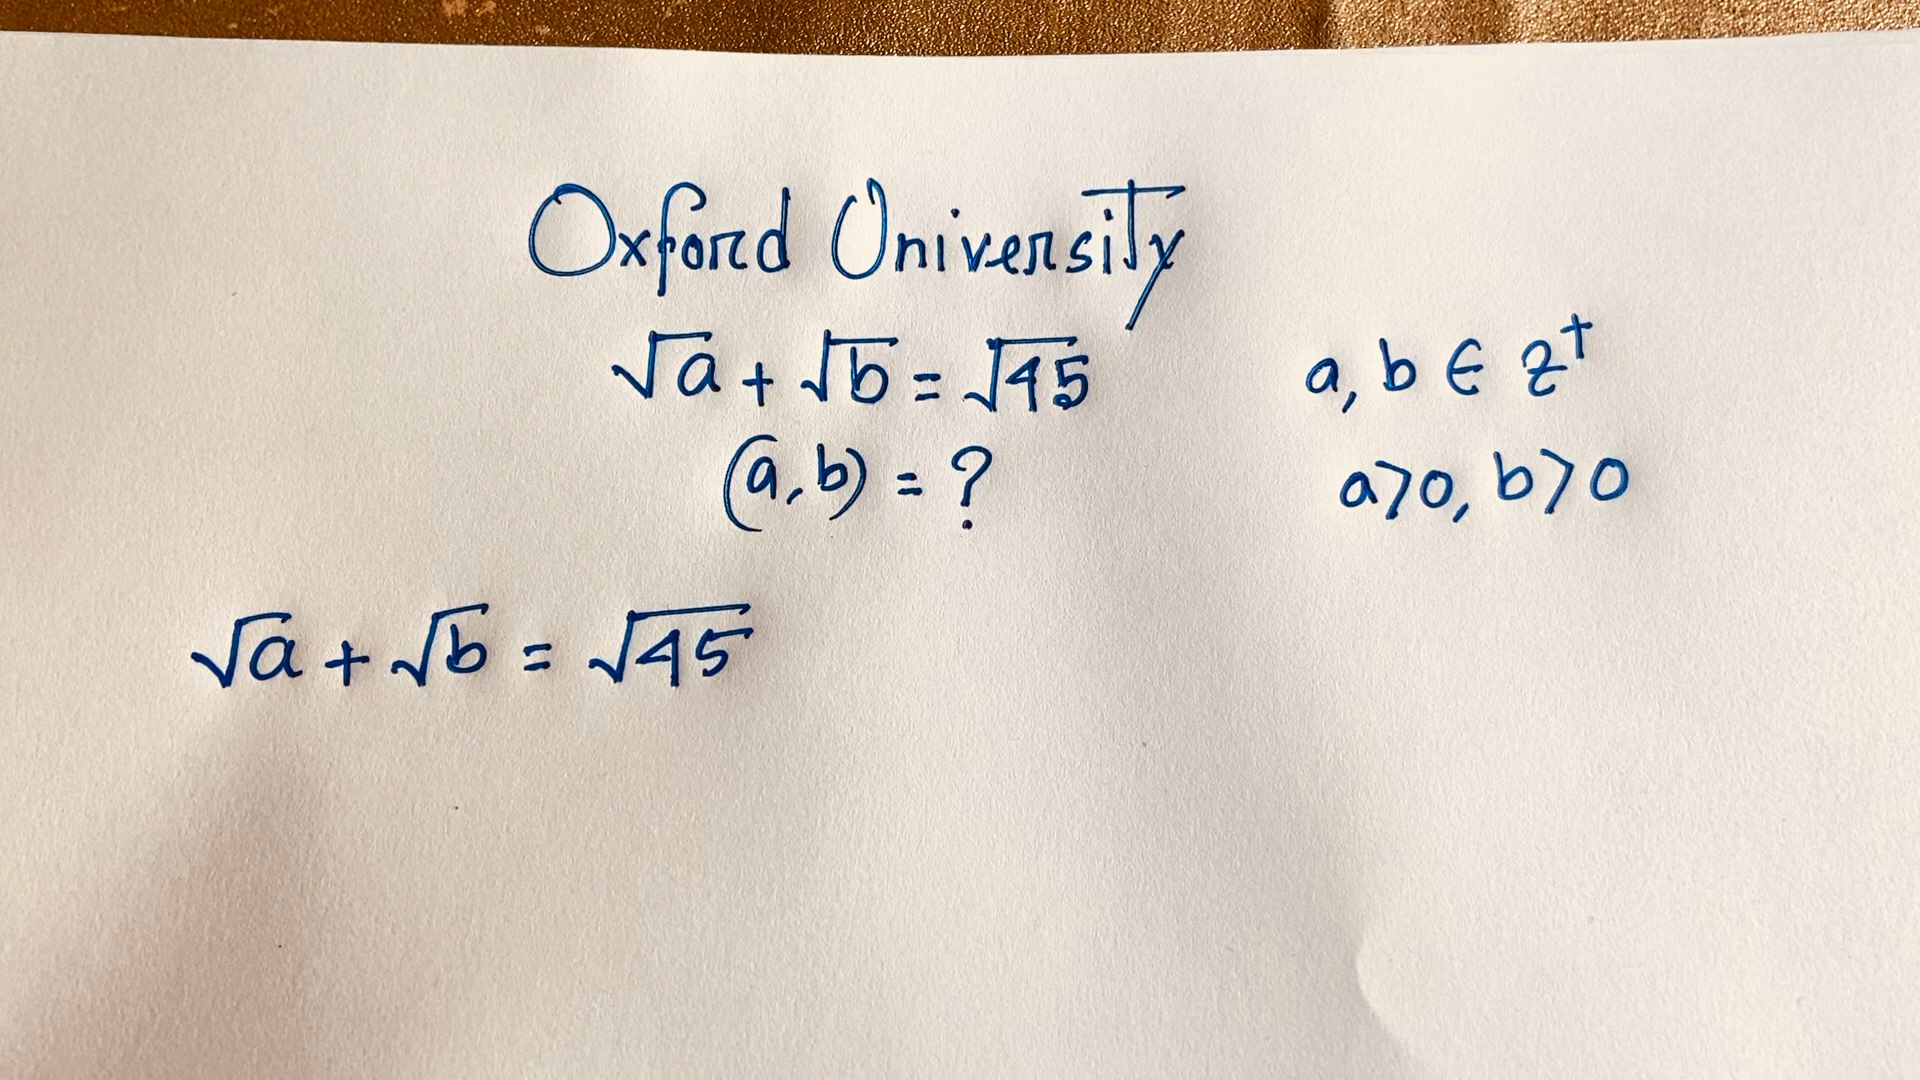 Oxford University
√a + √b = √45
a, b ∈ Z⁺
(a, b) = ?
a>0, b>0
√a + √b = √45